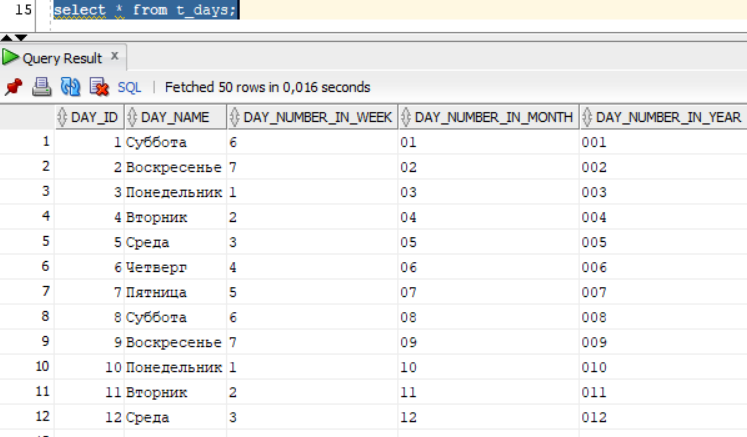 15 select * from t_days;
Query Result x
SQL | Fetched 50 rows in 0,016 seconds
DAY_ID DAY_NAME DAY_NUMBER_IN_WEEK DAY_NUMBER_IN_MONTH DAY_NUMBER_IN_YEAR
1 1 Суббота 6 01 001
2 2 Воскресенье 7 02 002
3 3 Понедельник 1 03 003
4 4 Вторник 2 04 004
5 5 Среда 3 05 005
6 6 Четверг 4 06 006
7 7 Пятница 5 07 007
8 8 Суббота 6 08 008
9 9 Воскресенье 7 09 009
10 10 Понедельник 1 10 010
11 11 Вторник 2 11 011
12 12 Среда 3 12 012